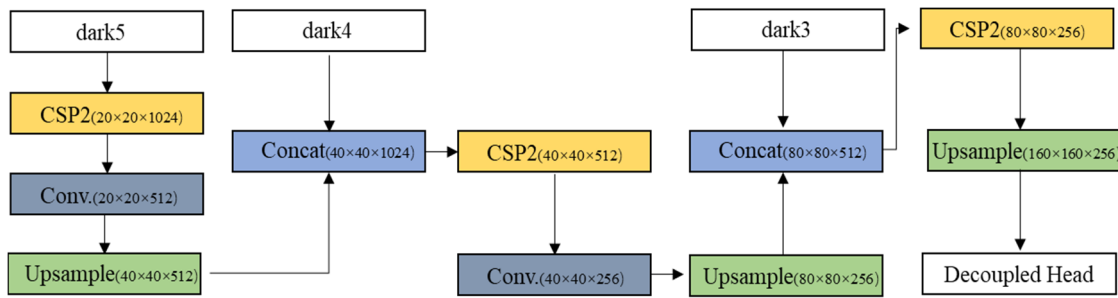 dark5
CSP2(20×20×1024)
Conv.(20×20×512)
Upsample(40×40×512)
dark4
Concat(40×40×1024)
CSP2(40×40×512)
Conv.(40×40×256)
dark3
Concat(80×80×512)
Upsample(80×80×256)
CSP2(80×80×256)
Upsample(160×160×256)
Decoupled Head